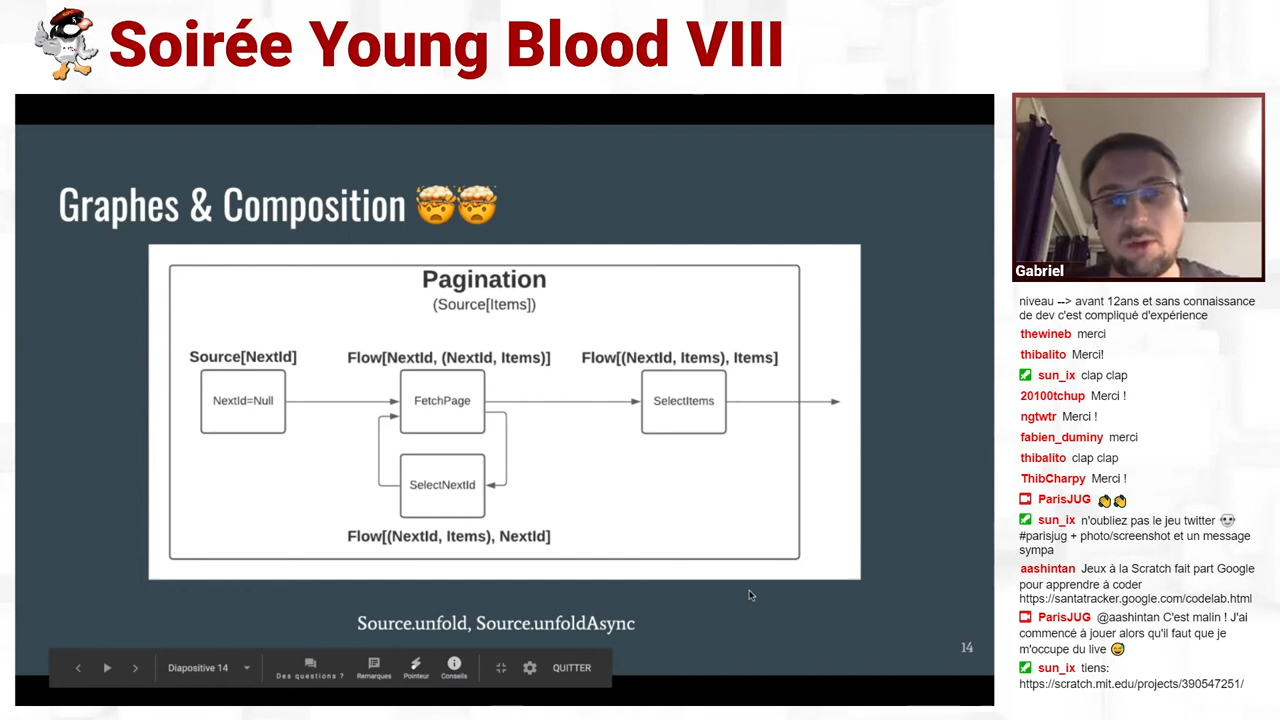 Soirée Young Blood VIII
Graphes & Composition 🤯🤯
Pagination
(Source[Items])
Source[NextId]
Flow[NextId, (NextId, Items)]
Flow[(NextId, Items), Items]
NextId=Null
FetchPage
SelectItems
SelectNextId
Flow[(NextId, Items), NextId]
Source.unfold, Source.unfoldAsync
14
Diapositive 14
Des questions ?
Remarques
Pointeur
Conseils
QUITTER
Gabriel
niveau --> avant 12ans et sans connaissance
de dev c'est compliqué d'expérience
thewineb merci
thibalito Merci!
sun_ix clap clap
20100tchup Merci !
ngtwtr Merci !
fabien_duminy merci
thibalito clap clap
ThibCharpy Merci !
ParisJUG 👏👏
sun_ix n'oubliez pas le jeu twitter
#parisjug + photo/screenshot et un message
sympa
aashintan Jeux à la Scratch fait part Google
pour apprendre à coder
https://santatracker.google.com/codelab.html
ParisJUG @aashintan C'est malin ! J'ai
commencé à jouer alors qu'il faut que je
m'occupe du live 😅
sun_ix tiens:
https://scratch.mit.edu/projects/390547251/